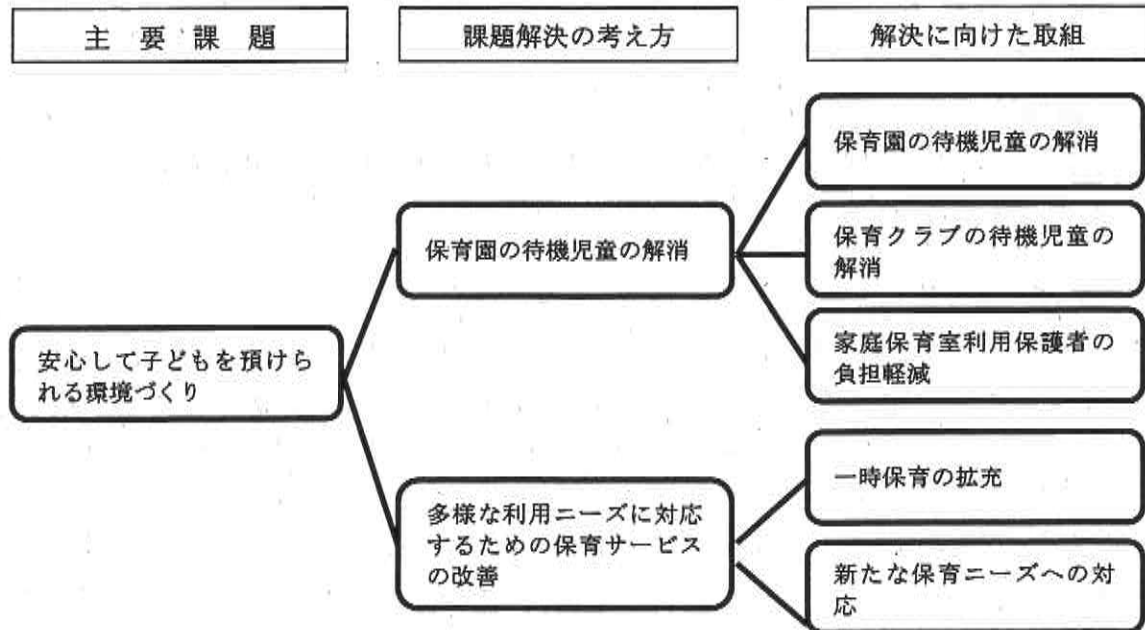 主要課題
課題解決の考え方
解決に向けた取組
安心して子どもを預けら
れる環境づくり
保育園の待機児童の解消
多様な利用ニーズに対応
するための保育サービス
の改善
保育園の待機児童の解消
保育クラブの待機児童の
解消
家庭保育室利用保護者の
負担軽減
一時保育の拡充
新たな保育ニーズへの対
応